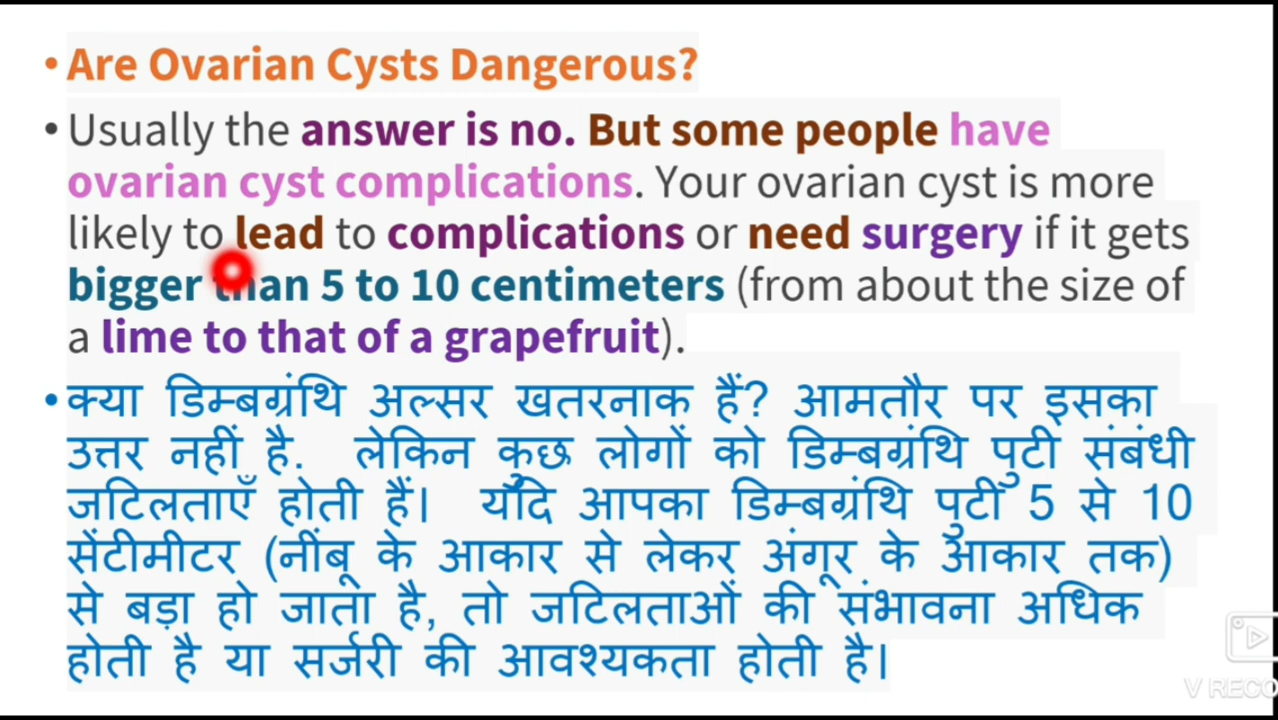 • Are Ovarian Cysts Dangerous?
• Usually the answer is no. But some people have
ovarian cyst complications. Your ovarian cyst is more
likely to lead to complications or need surgery if it gets
bigger than 5 to 10 centimeters (from about the size of
a lime to that of a grapefruit).
• क्या डिम्बग्रंथि अल्सर खतरनाक हैं? आमतौर पर इसका
उत्तर नहीं है. लेकिन कुछ लोगों को डिम्बग्रंथि पुटी संबंधी
जटिलताएँ होती हैं। यदि आपका डिम्बग्रंथि पुटी 5 से 10
सेंटीमीटर (नींबू के आकार से लेकर अंगूर के आकार तक)
से बड़ा हो जाता है, तो जटिलताओं की संभावना अधिक
होती है या सर्जरी की आवश्यकता होती है।